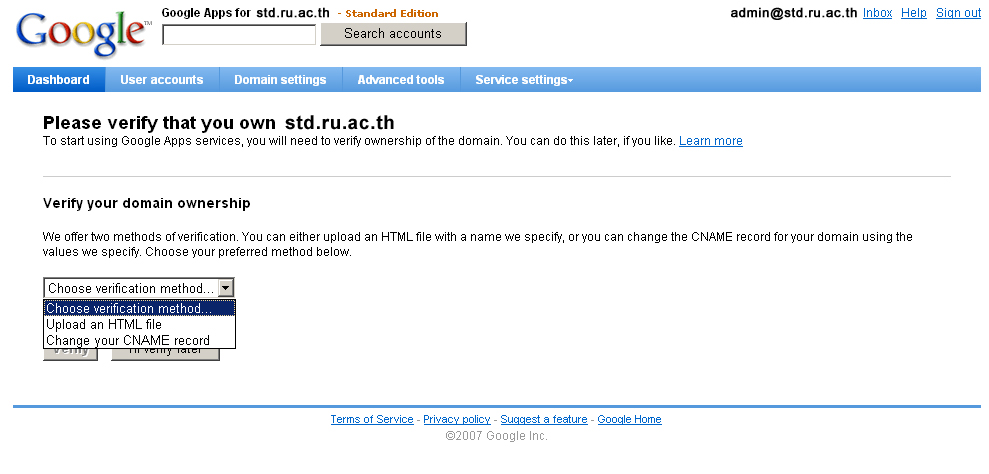 Google™
Google Apps for std.ru.ac.th - Standard Edition
Search accounts
admin@std.ru.ac.th Inbox Help Sign out
Dashboard User accounts Domain settings Advanced tools Service settings
Please verify that you own std.ru.ac.th
To start using Google Apps services, you will need to verify ownership of the domain. You can do this later, if you like. Learn more
Verify your domain ownership
We offer two methods of verification. You can either upload an HTML file with a name we specify, or you can change the CNAME record for your domain using the
values we specify. Choose your preferred method below.
Choose verification method...
Choose verification method...
Upload an HTML file
Change your CNAME record
Verify I'll verify later
Terms of Service - Privacy policy - Suggest a feature - Google Home
©2007 Google Inc.